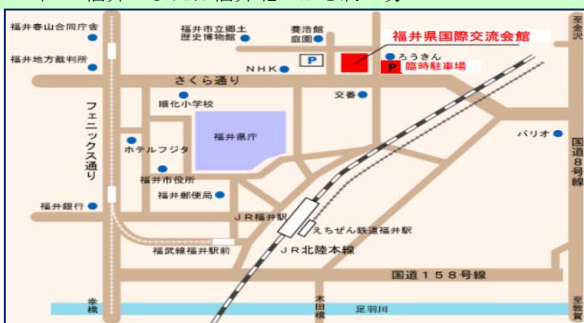 福井春山合同庁舎
福井市立郷土
歴史博物館
養浩館
庭園
福井県国際交流会館
至金沢
福井地方裁判所
NHK
P
ろうきん
P 臨時駐車場
さくら通り
順化小学校
交番
フェニックス通り
福井県庁
バリオ
国道8号線
ホテルフジタ
福井市役所
福井郵便局
福井銀行
JR福井駅
えちぜん鉄道福井駅
福武線福井駅前
JR北陸本線
国道158号線
幸橋
木田橋
足羽川
至敦賀